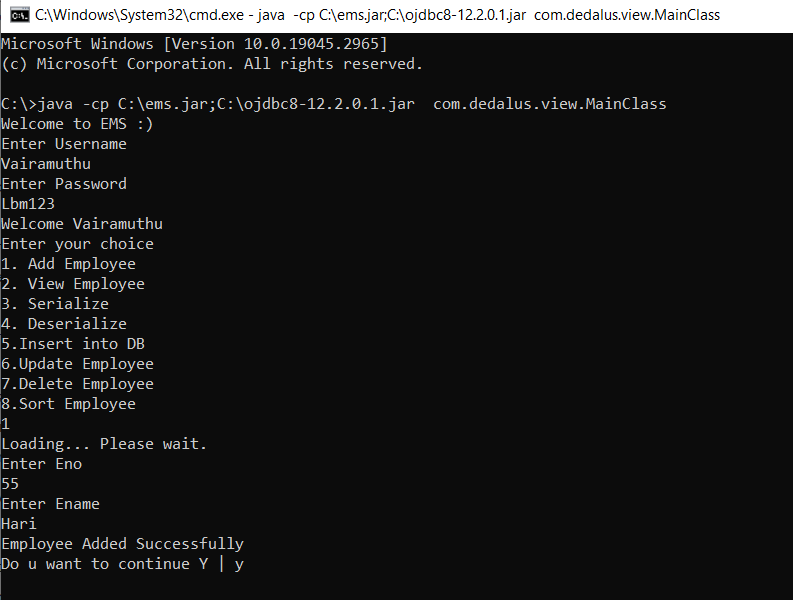 C:\Windows\System32\cmd.exe - java  -cp C:\ems.jar;C:\ojdbc8-12.2.0.1.jar  com.dedalus.view.MainClass
Microsoft Windows [Version 10.0.19045.2965]
(c) Microsoft Corporation. All rights reserved.
C:\>java -cp C:\ems.jar;C:\ojdbc8-12.2.0.1.jar  com.dedalus.view.MainClass
Welcome to EMS :)
Enter Username
Vairamuthu
Enter Password
Lbm123
Welcome Vairamuthu
Enter your choice
1. Add Employee
2. View Employee
3. Serialize
4. Deserialize
5.Insert into DB
6.Update Employee
7.Delete Employee
8.Sort Employee
1
Loading... Please wait.
Enter Eno
55
Enter Ename
Hari
Employee Added Successfully
Do u want to continue Y | y